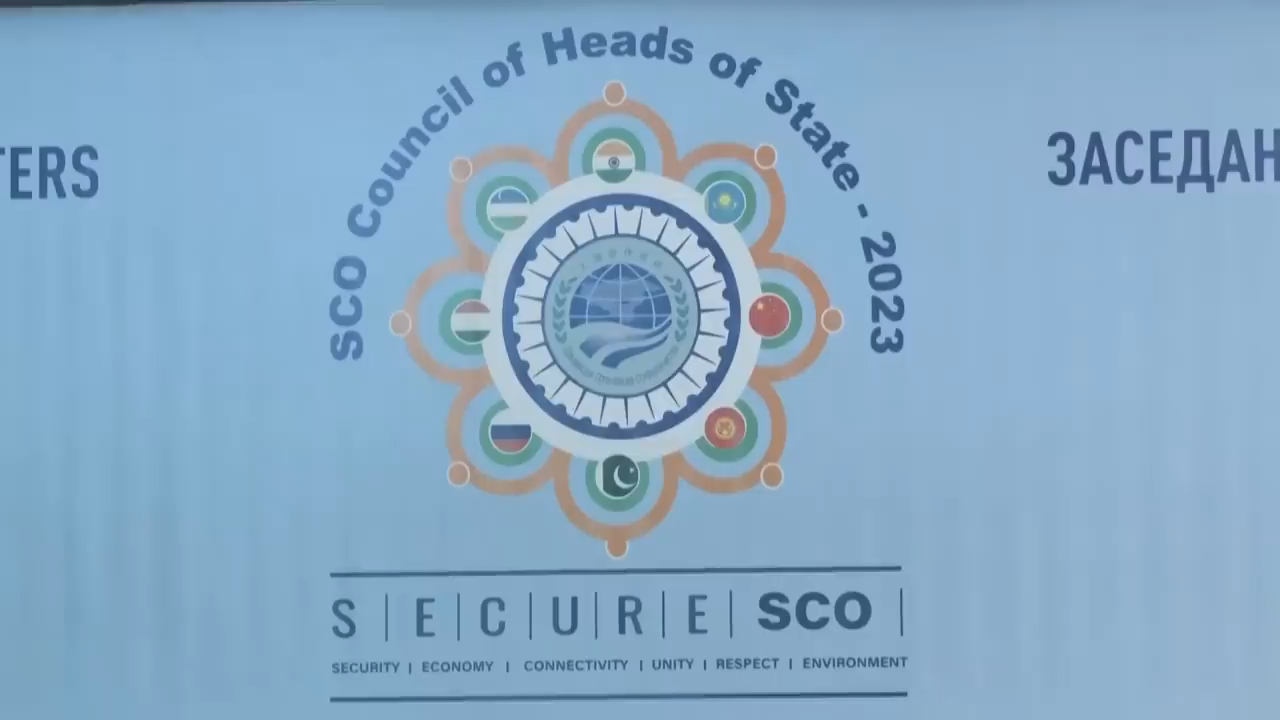 SCO Council of Heads of State - 2023
TERS
ЗАСЕДАН
S | E | C | U | R | E | SCO |
SECURITY | ECONOMY | CONNECTIVITY | UNITY | RESPECT | ENVIRONMENT